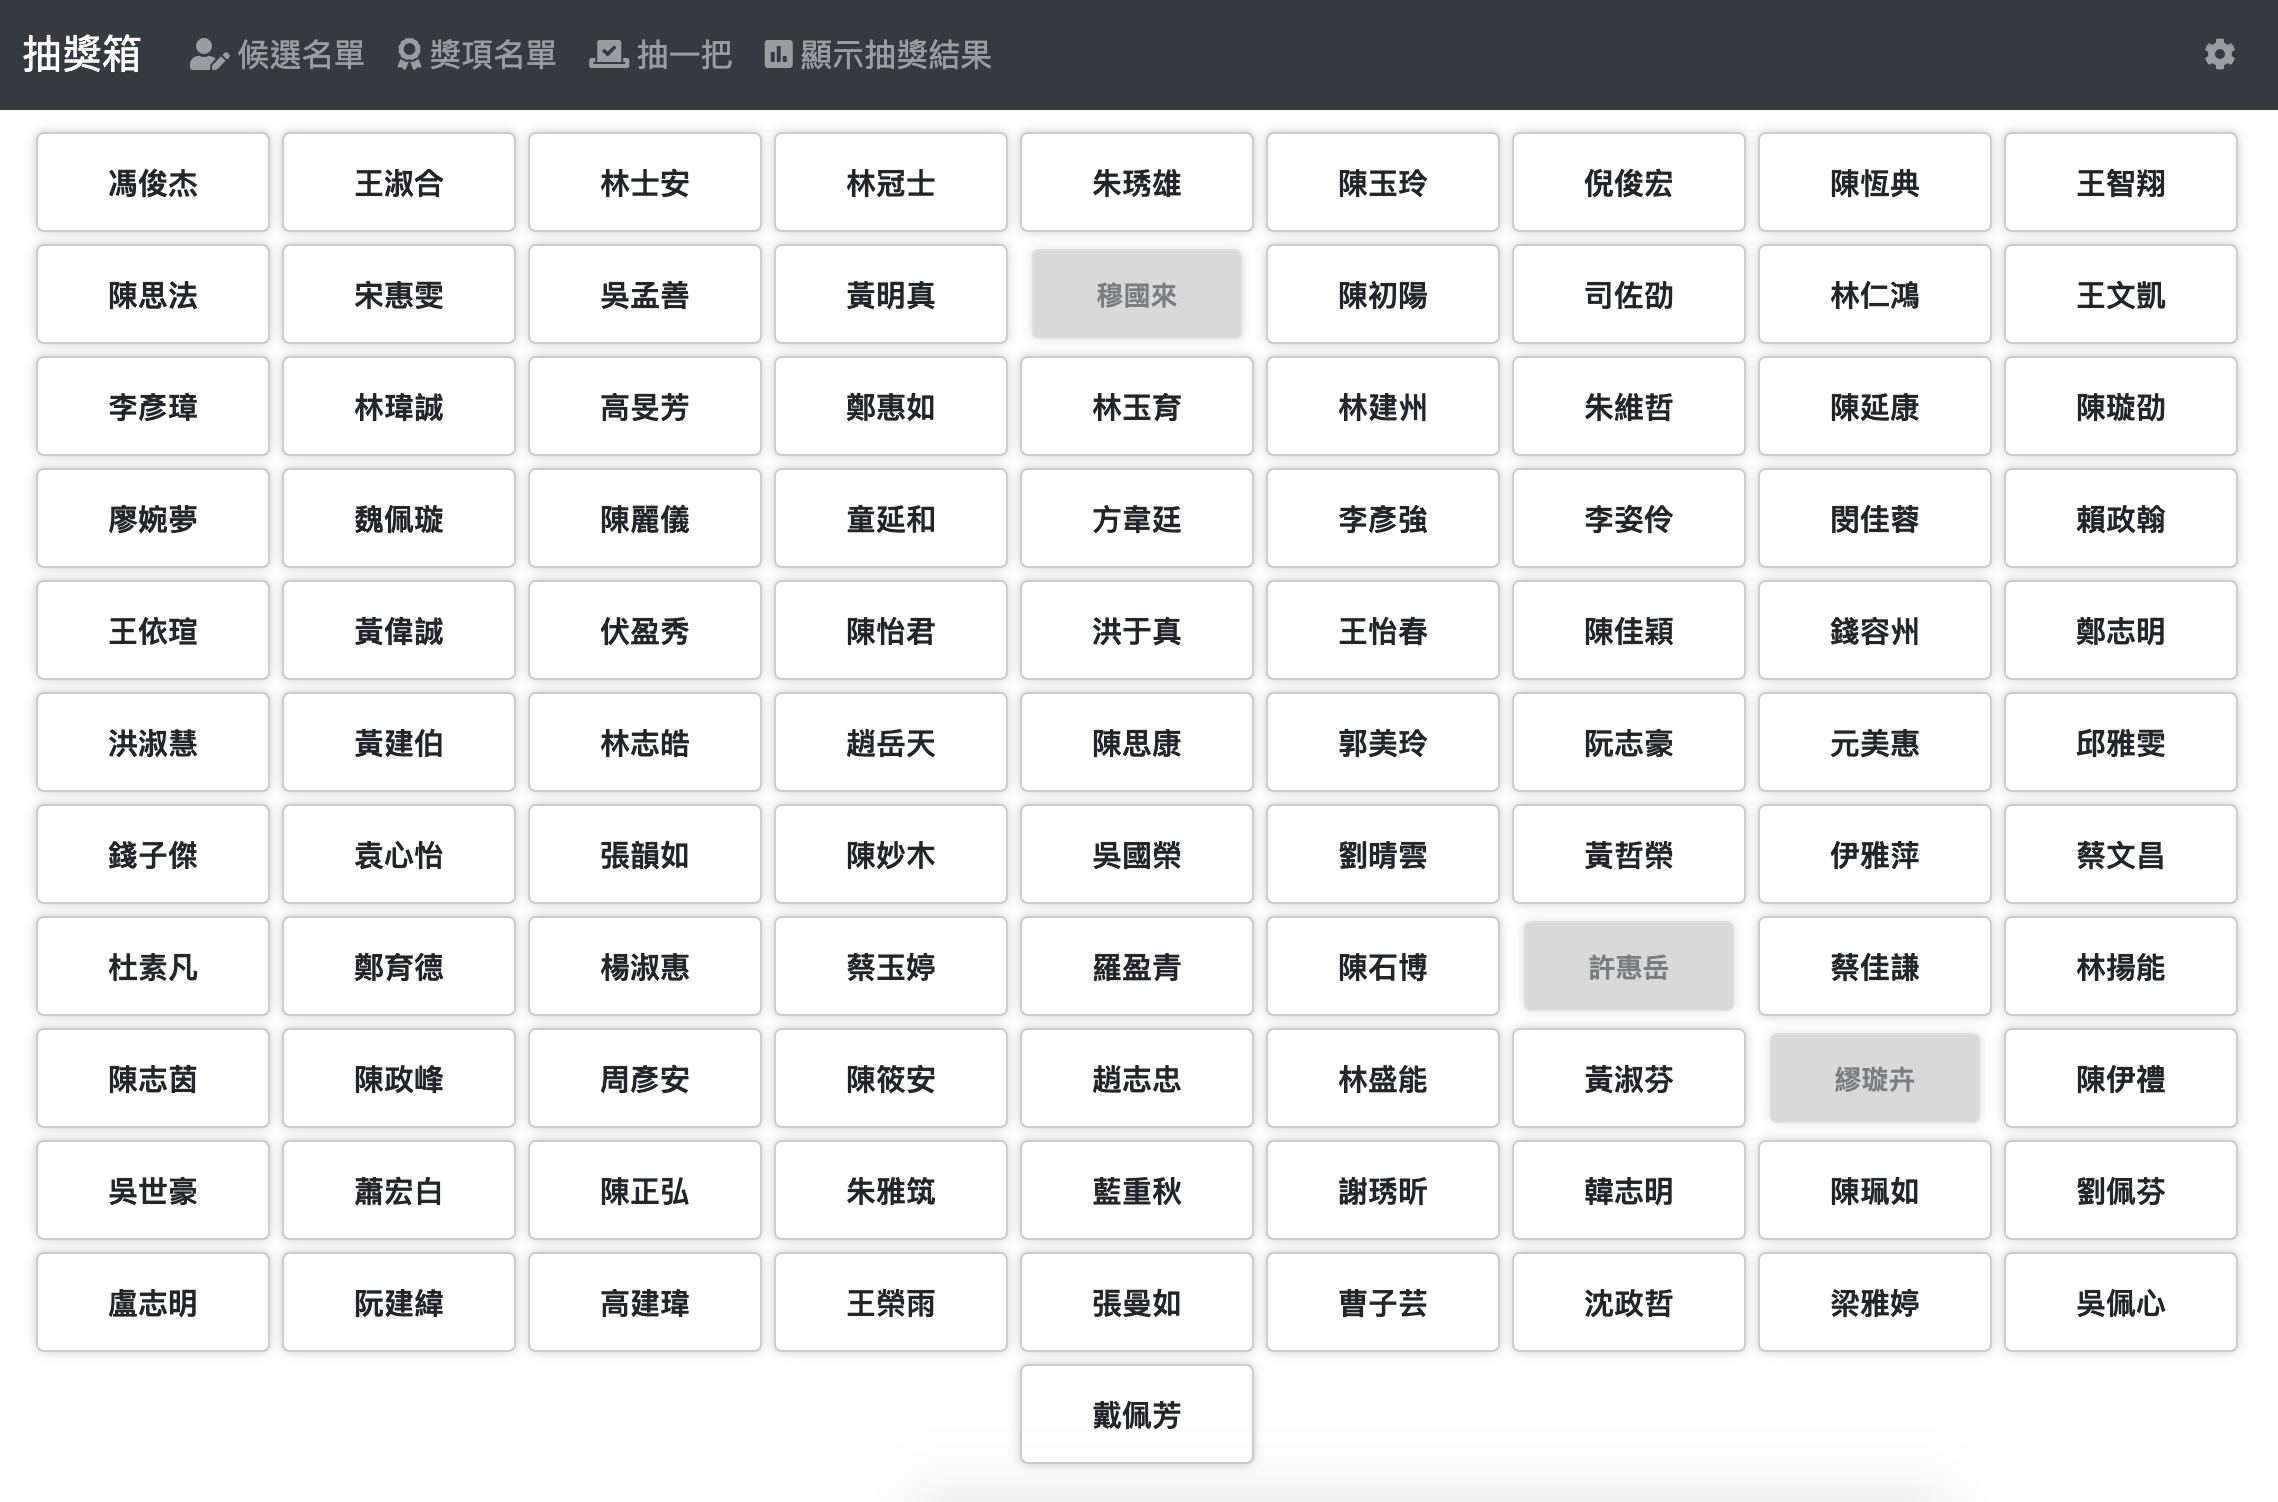 抽獎箱 候選名單 獎項名單 抽一把 顯示抽獎結果
馮俊杰 王淑合 林士安 林冠士 朱琇雄 陳玉玲 倪俊宏 陳恆典 王智翔
陳思法 宋惠雯 吳孟善 黃明真 穆國來 陳初陽 司佐劭 林仁鴻 王文凱
李彥璋 林瑋誠 高旻芳 鄭惠如 林玉育 林建州 朱維哲 陳延康 陳璇劭
廖婉夢 魏佩璇 陳麗儀 童延和 方韋廷 李彥強 李姿伶 閔佳蓉 賴政翰
王依瑄 黃偉誠 伏盈秀 陳怡君 洪于真 王怡春 陳佳穎 錢容州 鄭志明
洪淑慧 黃建伯 林志皓 趙岳天 陳思康 郭美玲 阮志豪 元美惠 邱雅雯
錢子傑 袁心怡 張韻如 陳妙木 吳國榮 劉晴雲 黃哲榮 伊雅萍 蔡文昌
杜素凡 鄭育德 楊淑惠 蔡玉婷 羅盈青 陳石博 許惠岳 蔡佳謙 林揚能
陳志茵 陳政峰 周彥安 陳筱安 趙志忠 林盛能 黃淑芬 繆璇卉 陳伊禮
吳世豪 蕭宏白 陳正弘 朱雅筑 藍重秋 謝琇昕 韓志明 陳珮如 劉佩芬
盧志明 阮建緯 高建瑋 王榮雨 張曼如 曹子芸 沈政哲 梁雅婷 吳佩心
戴佩芳